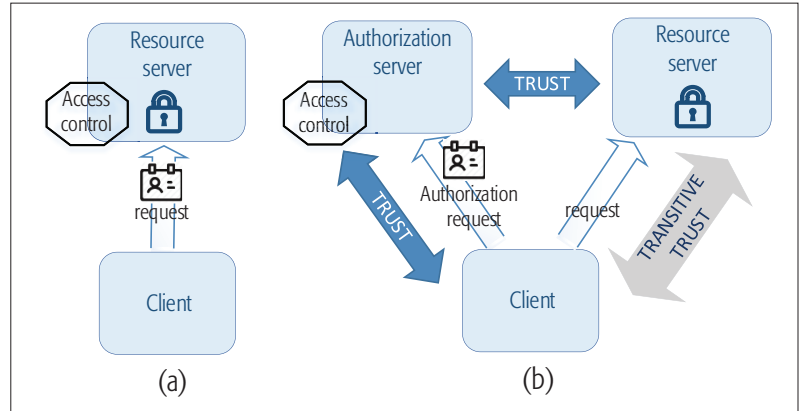 Resource
server
Access
control
request
Client
(a)
Authorization
server
Access
control
TRUST
Resource
server
Authorization
request
request
TRUST
TRANSITIVE
TRUST
Client
(b)